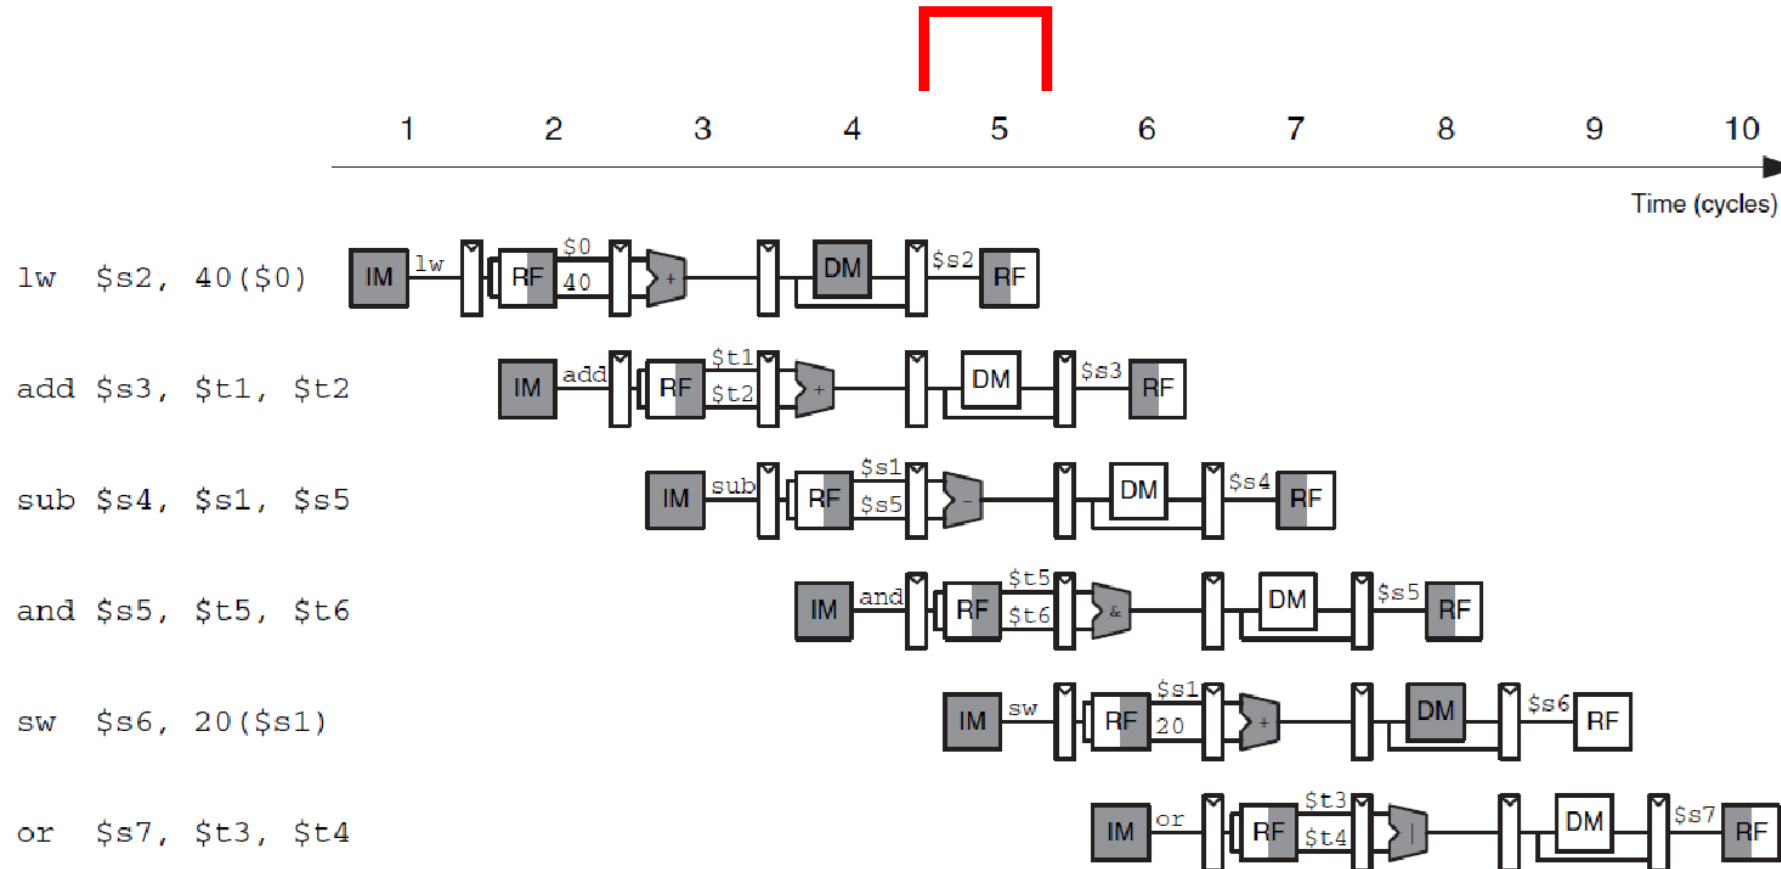 1 2 3 4 5 6 7 8 9 10
Time (cycles)
lw $s2, 40($0) IM lw RF $0 40 + DM $s2 RF
add $s3, $t1, $t2 IM add RF $t1 $t2 + DM $s3 RF
sub $s4, $s1, $s5 IM sub RF $s1 $s5 - DM $s4 RF
and $s5, $t5, $t6 IM and RF $t5 $t6 & DM $s5 RF
sw $s6, 20($s1) IM sw RF $s1 20 + DM $s6 RF
or $s7, $t3, $t4 IM or RF $t3 $t4 | DM $s7 RF